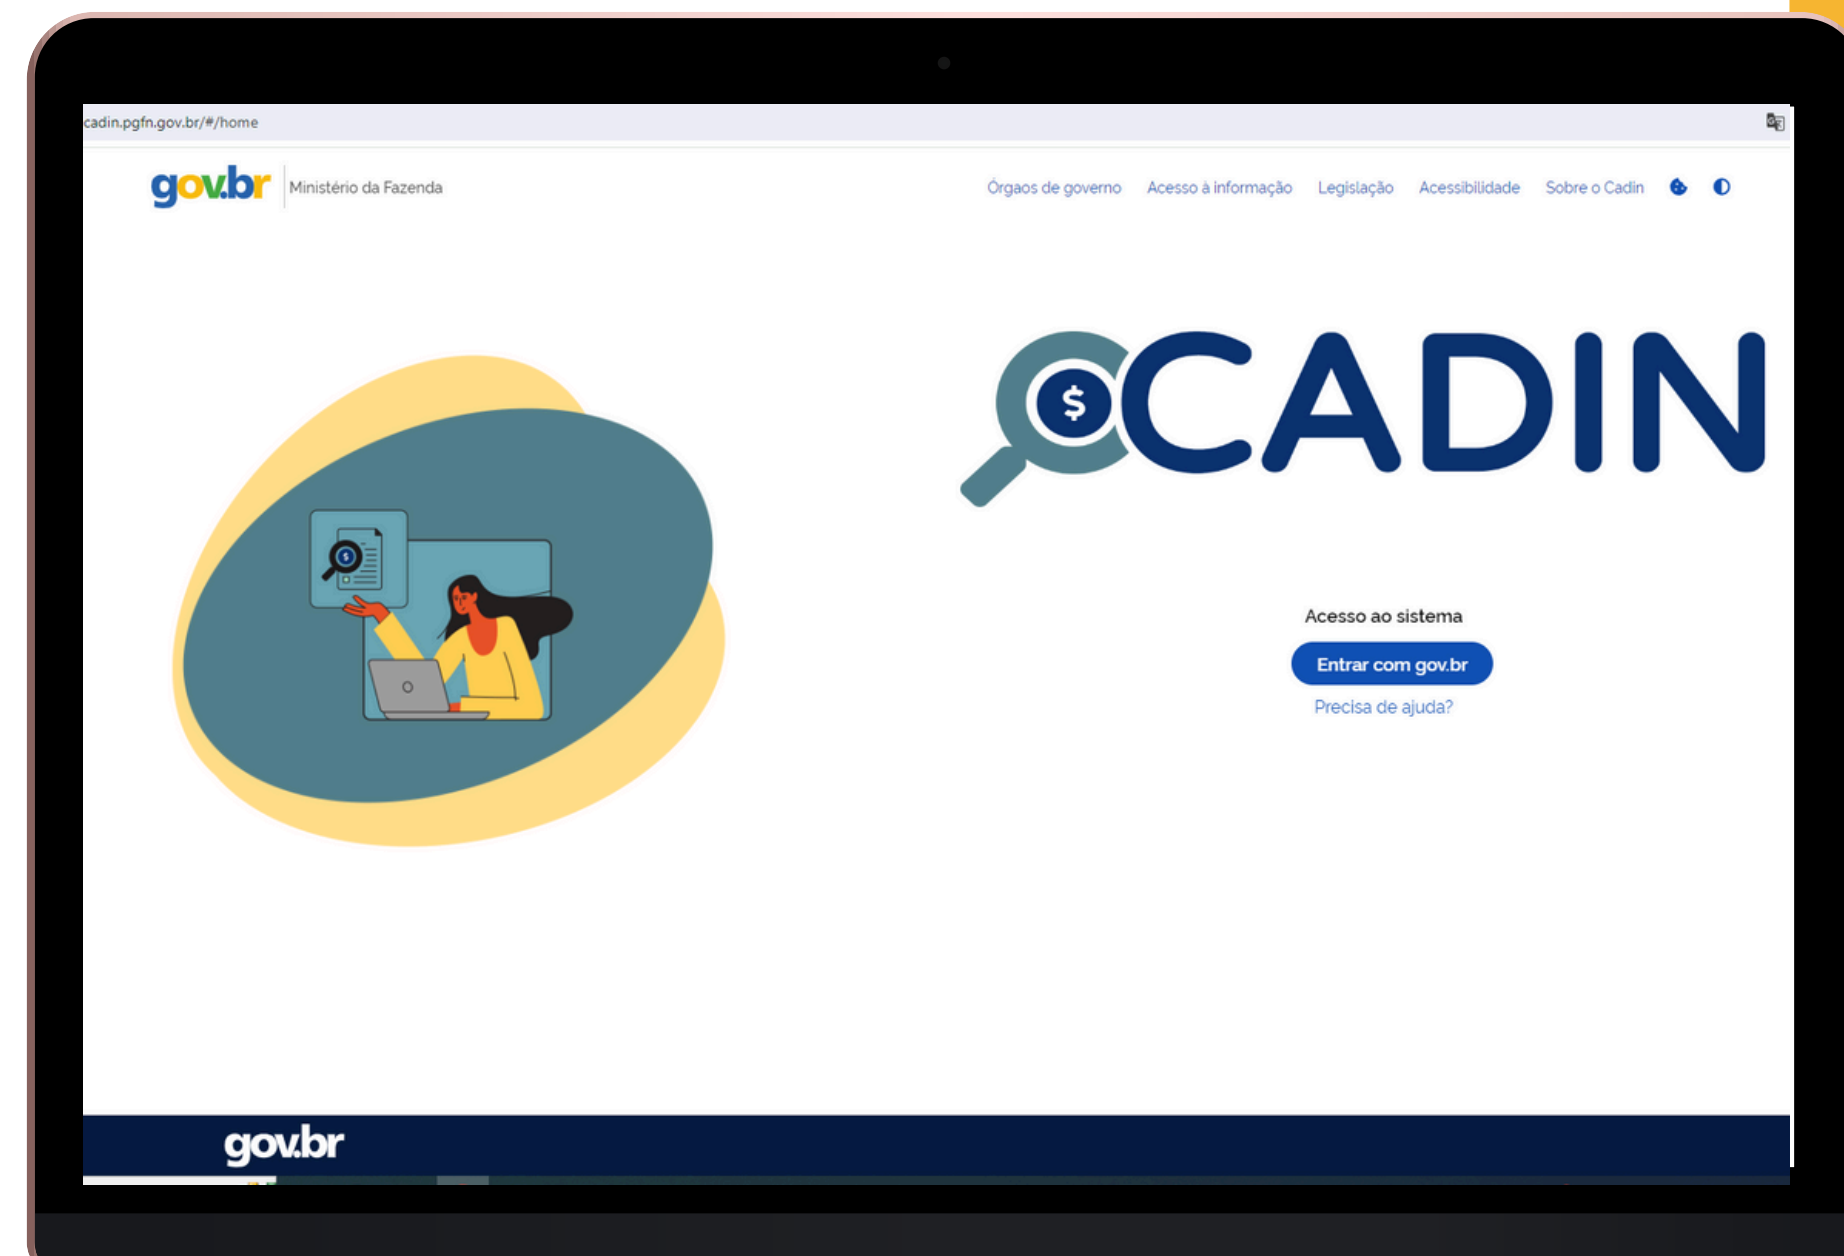 cadin.pgfn.gov.br/#/home
gov.br Ministério da Fazenda
Órgaos de governo Acesso à informação Legislação Acessibilidade Sobre o Cadin
CADIN
$
$
Acesso ao sistema
Entrar com gov.br
Precisa de ajuda?
gov.br